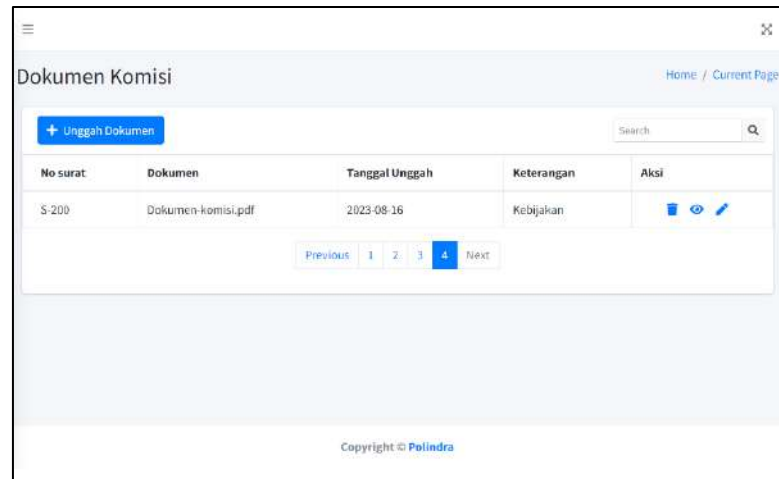 Dokumen Komisi
Home / Current Page
+ Unggah Dokumen
Search
No surat Dokumen Tanggal Unggah Keterangan Aksi
S-200 Dokumen-komisi.pdf 2023-08-16 Kebijakan
Previous 1 2 3 4 Next
Copyright © Polindra